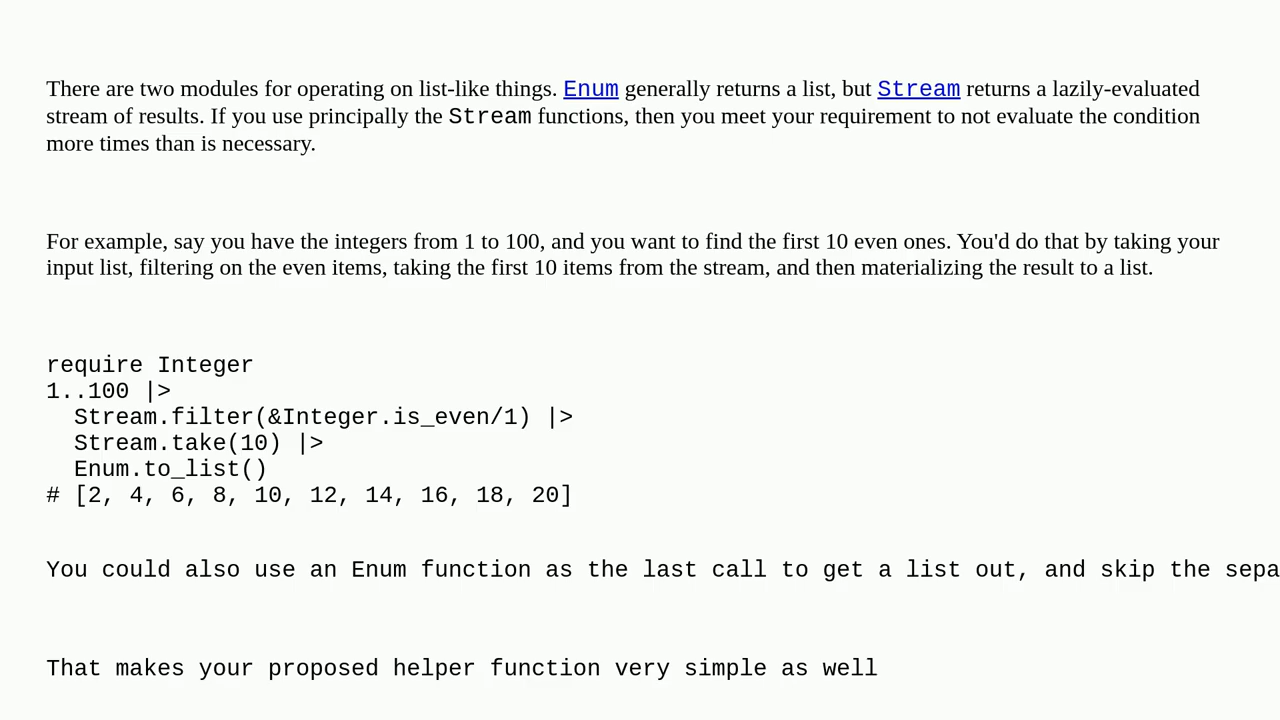 There are two modules for operating on list-like things. Enum generally returns a list, but Stream returns a lazily-evaluated
stream of results. If you use principally the Stream functions, then you meet your requirement to not evaluate the condition
more times than is necessary.
For example, say you have the integers from 1 to 100, and you want to find the first 10 even ones. You'd do that by taking your
input list, filtering on the even items, taking the first 10 items from the stream, and then materializing the result to a list.
require Integer
1..100 |>
  Stream.filter(&Integer.is_even/1) |>
  Stream.take(10) |>
  Enum.to_list()
# [2, 4, 6, 8, 10, 12, 14, 16, 18, 20]
You could also use an Enum function as the last call to get a list out, and skip the sepa
That makes your proposed helper function very simple as well